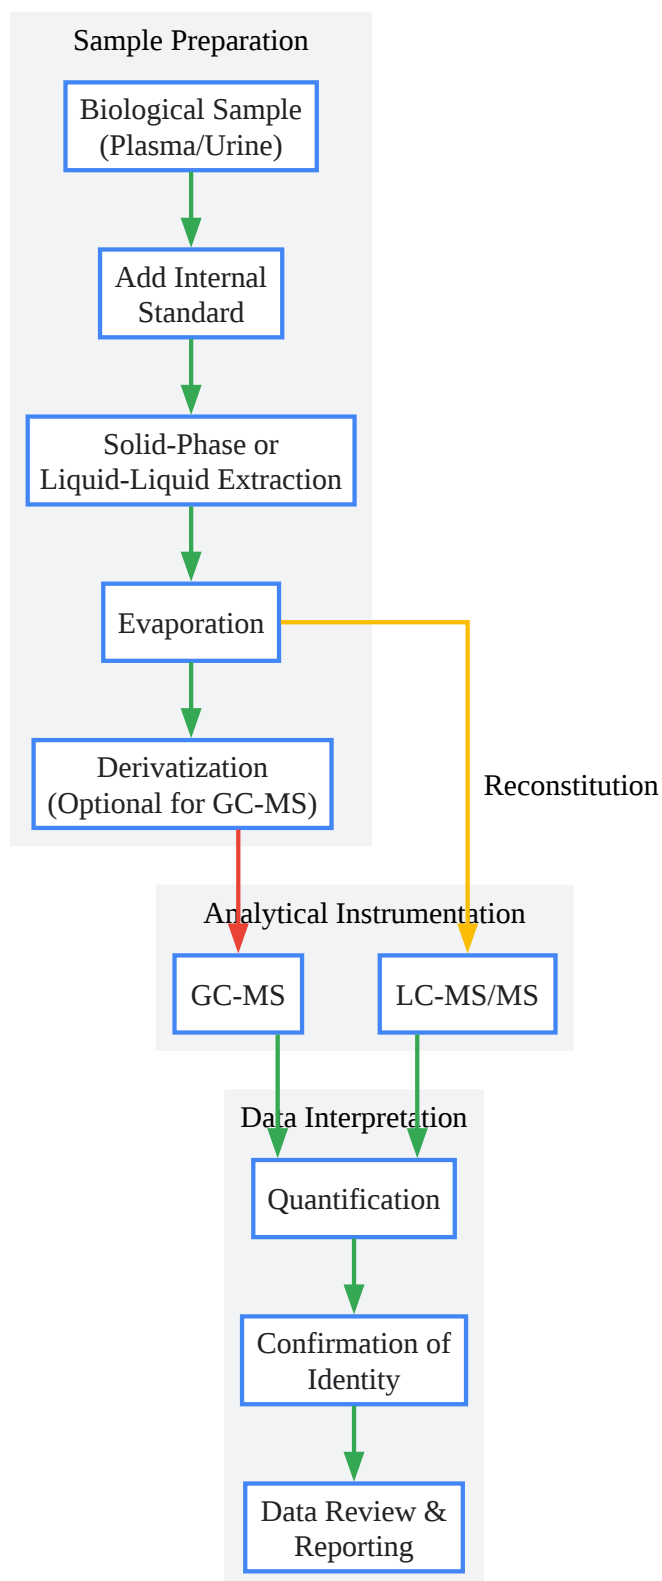 Sample Preparation
Biological Sample
(Plasma/Urine)
Add Internal
Standard
Solid-Phase or
Liquid-Liquid Extraction
Evaporation
Derivatization
(Optional for GC-MS)
Reconstitution
Analytical Instrumentation
GC-MS
LC-MS/MS
Data Interpretation
Quantification
Confirmation of
Identity
Data Review &
Reporting